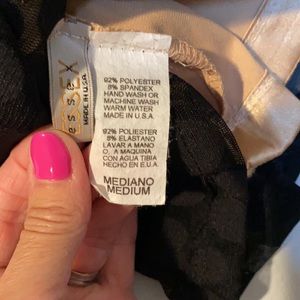 essex
MADE IN U.S.A.
92% POLYESTER
8% SPANDEX
HAND WASH OR
MACHINE WASH
WARM WATER
MADE IN U.S.A.
92% POLIESTER
8% ELASTANO
LAVAR A MANO
O A MAQUINA
CON AGUA TIBIA
HECHO EN E.U.A.
MEDIANO
MEDIUM